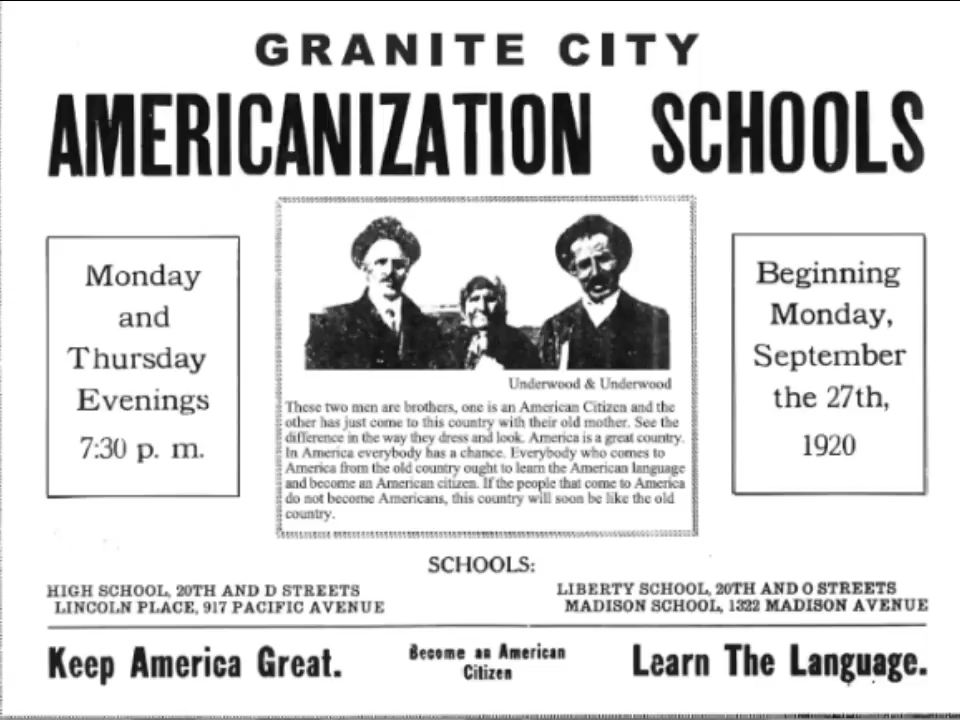 GRANITE CITY
AMERICANIZATION SCHOOLS
Monday
and
Thursday
Evenings
7:30 p. m.
Underwood & Underwood
These two men are brothers, one is an American Citizen and the
other has just come to this country with their old mother. See the
difference in the way they dress and look. America is a great country.
In America everybody has a chance. Everybody who comes to
America from the old country ought to learn the American language
and become an American citizen. If the people that come to America
do not become Americans, this country will soon be like the old
country.
Beginning
Monday,
September
the 27th,
1920
SCHOOLS:
HIGH SCHOOL, 20TH AND D STREETS
LINCOLN PLACE, 917 PACIFIC AVENUE
LIBERTY SCHOOL, 20TH AND O STREETS
MADISON SCHOOL, 1322 MADISON AVENUE
Keep America Great.
Become an American
Citizen
Learn The Language.